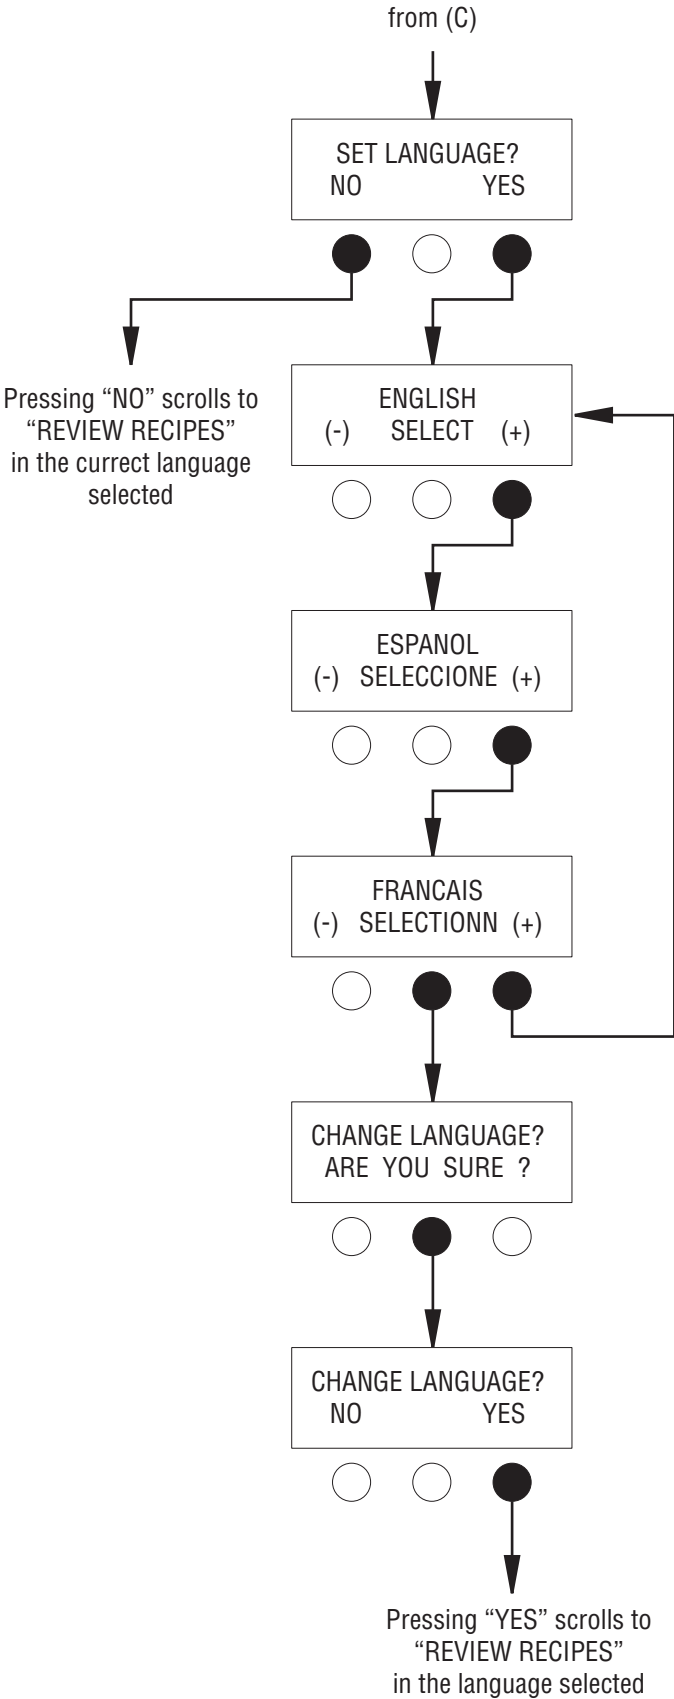 from (C)
SET LANGUAGE?
NO YES
Pressing “NO” scrolls to
“REVIEW RECIPES”
in the currect language
selected
ENGLISH
(-) SELECT (+)
ESPANOL
(-) SELECCIONE (+)
FRANCAIS
(-) SELECTIONN (+)
CHANGE LANGUAGE?
ARE YOU SURE ?
CHANGE LANGUAGE?
NO YES
Pressing “YES” scrolls to
“REVIEW RECIPES”
in the language selected